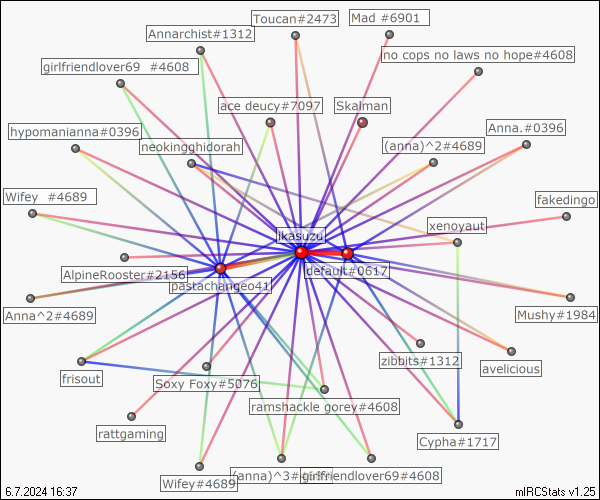 Toucan#2473
Mad #6901
Annarchist#1312
no cops no laws no hope#4608
girlfriendlover69 #4608
ace deucy#7097
Skalman
hypomanianna#0396
Anna.#0396
neokingghidorah
(anna)^2#4689
Wifey #4689
fakedingo
xenoyaut
ikasuzu
AlpineRooster#2156
default#0617
pastachange041
Anna^2#4689
Mushy#1984
zibbits#1312
avelicious
frisout
Soxy Foxy#5076
ramshackle gorey#4608
rattgaming
Cypha#1717
Wifey#4689
(anna)^3#
girlfriendlover69#4608
6.7.2024 16:37
mIRCStats v1.25